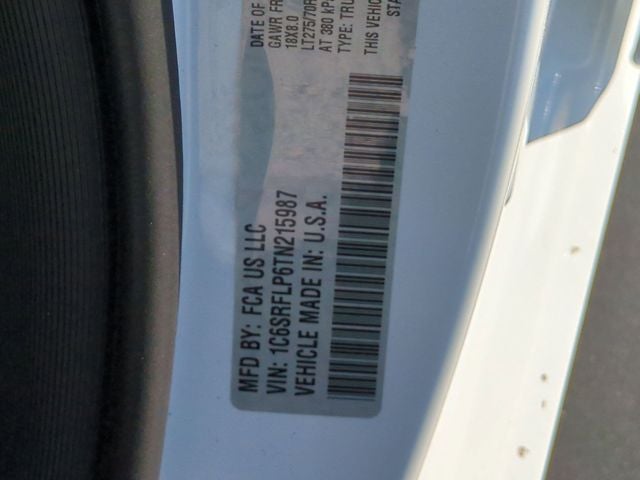 MFD BY: FCA US LLC
DATE OF
VIN: 1C6SRFLP6TN215987
GAWR FR
VEHICLE MADE IN: U.S.A.
18X8.0
LT275/70R
AT 380 kP
TYPE: TRU
THIS VEHIC
STA